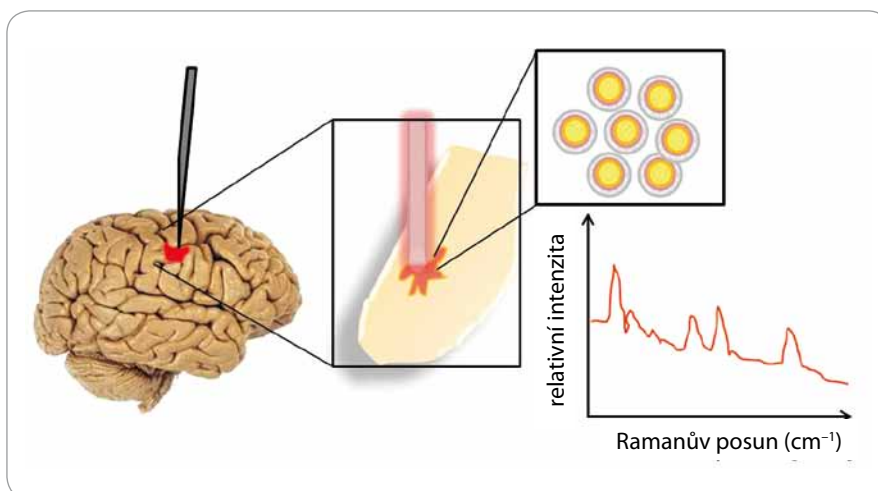 relativní intenzita
Ramanův posun (cm⁻¹)